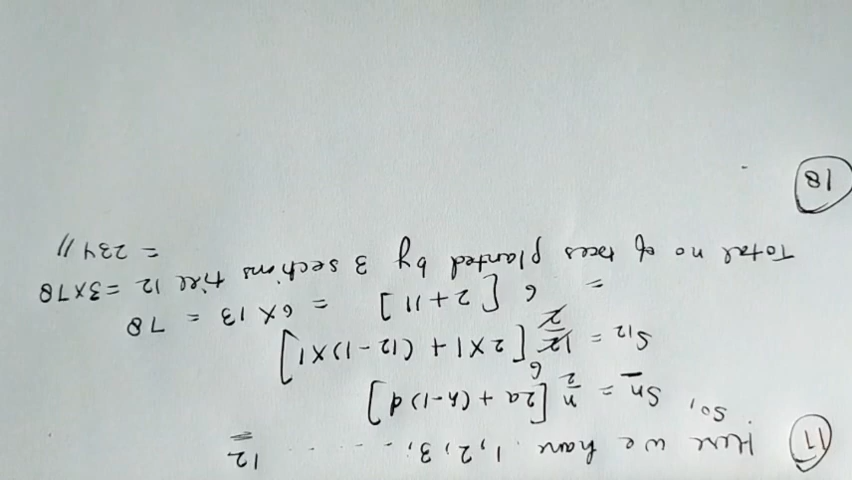 17 Here we have 1, 2, 3, - - . . . . 12
So, Sn = n/2 [2a + (n-1)d]
S12 = 12/2 6 [2×1 + (12-1)×1]
= 6 [2+11] = 6×13 = 78
Total no of trees planted by 3 sections till 12 = 3×78
= 234 //
18